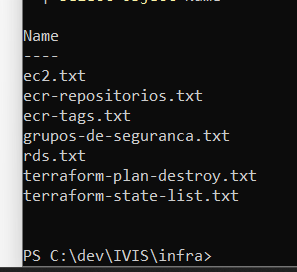 Name
----
ec2.txt
ecr-repositorios.txt
ecr-tags.txt
grupos-de-seguranca.txt
rds.txt
terraform-plan-destroy.txt
terraform-state-list.txt
PS C:\dev\IVIS\infra>